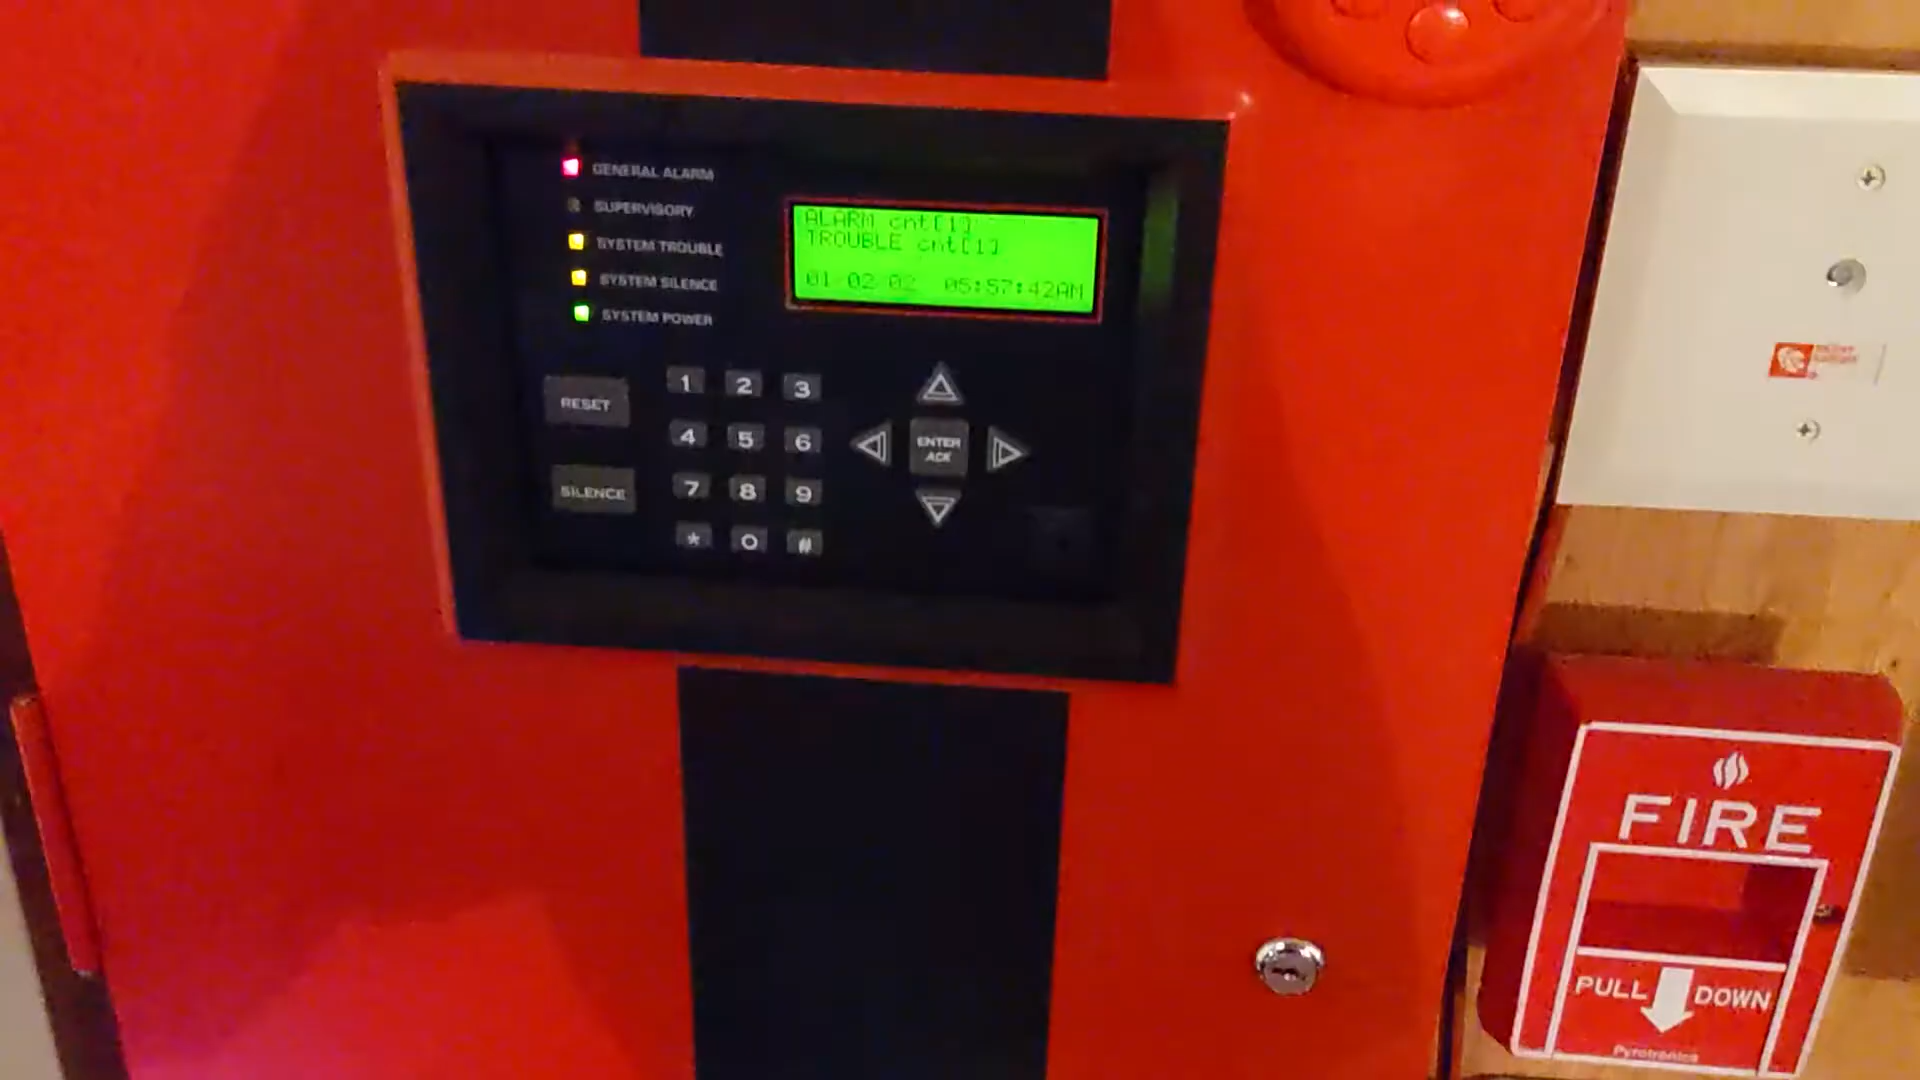 GENERAL ALARM
SUPERVISORY
SYSTEM TROUBLE
SYSTEM SILENCE
SYSTEM POWER
ALARM cnt[1]
TROUBLE cnt[1]
01/02/02 05:57:42AM
RESET
SILENCE
1 2 3
4 5 6
7 8 9
* 0 #
ENTER
ACK
FIRE
PULL DOWN
Pyrotronics